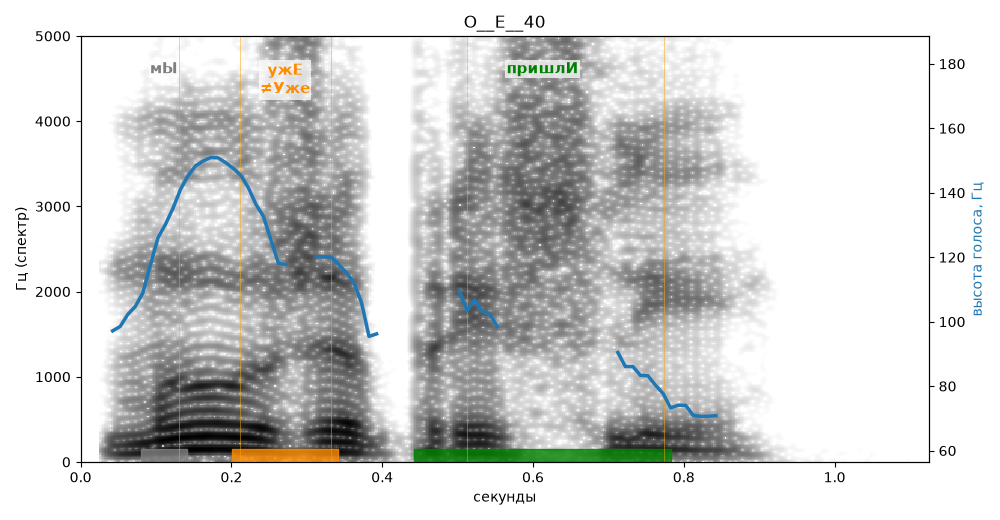 O__E__40
5000
4000
3000
2000
1000
0
Гц (спектр)
мЫ
ужЕ
≠Уже
пришлИ
180
160
140
120
100
80
60
высота голоса, Гц
0.0 0.2 0.4 0.6 0.8 1.0
секунды